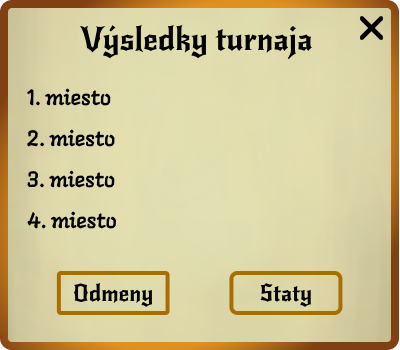 Výsledky turnaja
1. miesto
2. miesto
3. miesto
4. miesto
Odmeny
Staty